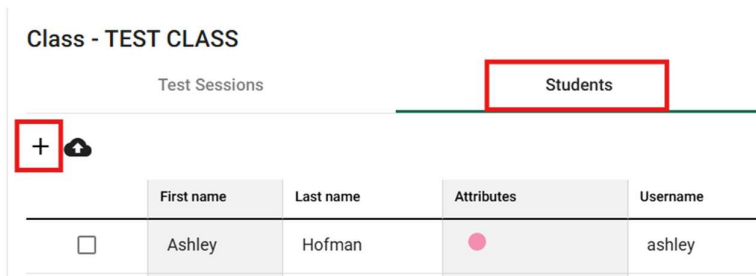 Class - TEST CLASS
Test Sessions Students
First name Last name Attributes Username
Ashley Hofman ashley